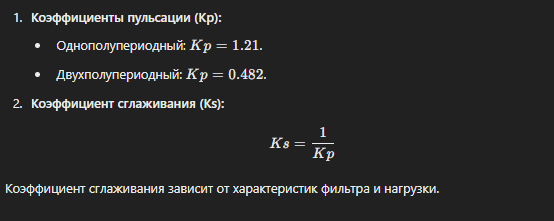 1. Коэффициенты пульсации (Kp):
• Однополупериодный: Kp = 1.21.
• Двухполупериодный: Kp = 0.482.
2. Коэффициент сглаживания (Ks):
Ks = 1/Kp
Коэффициент сглаживания зависит от характеристик фильтра и нагрузки.